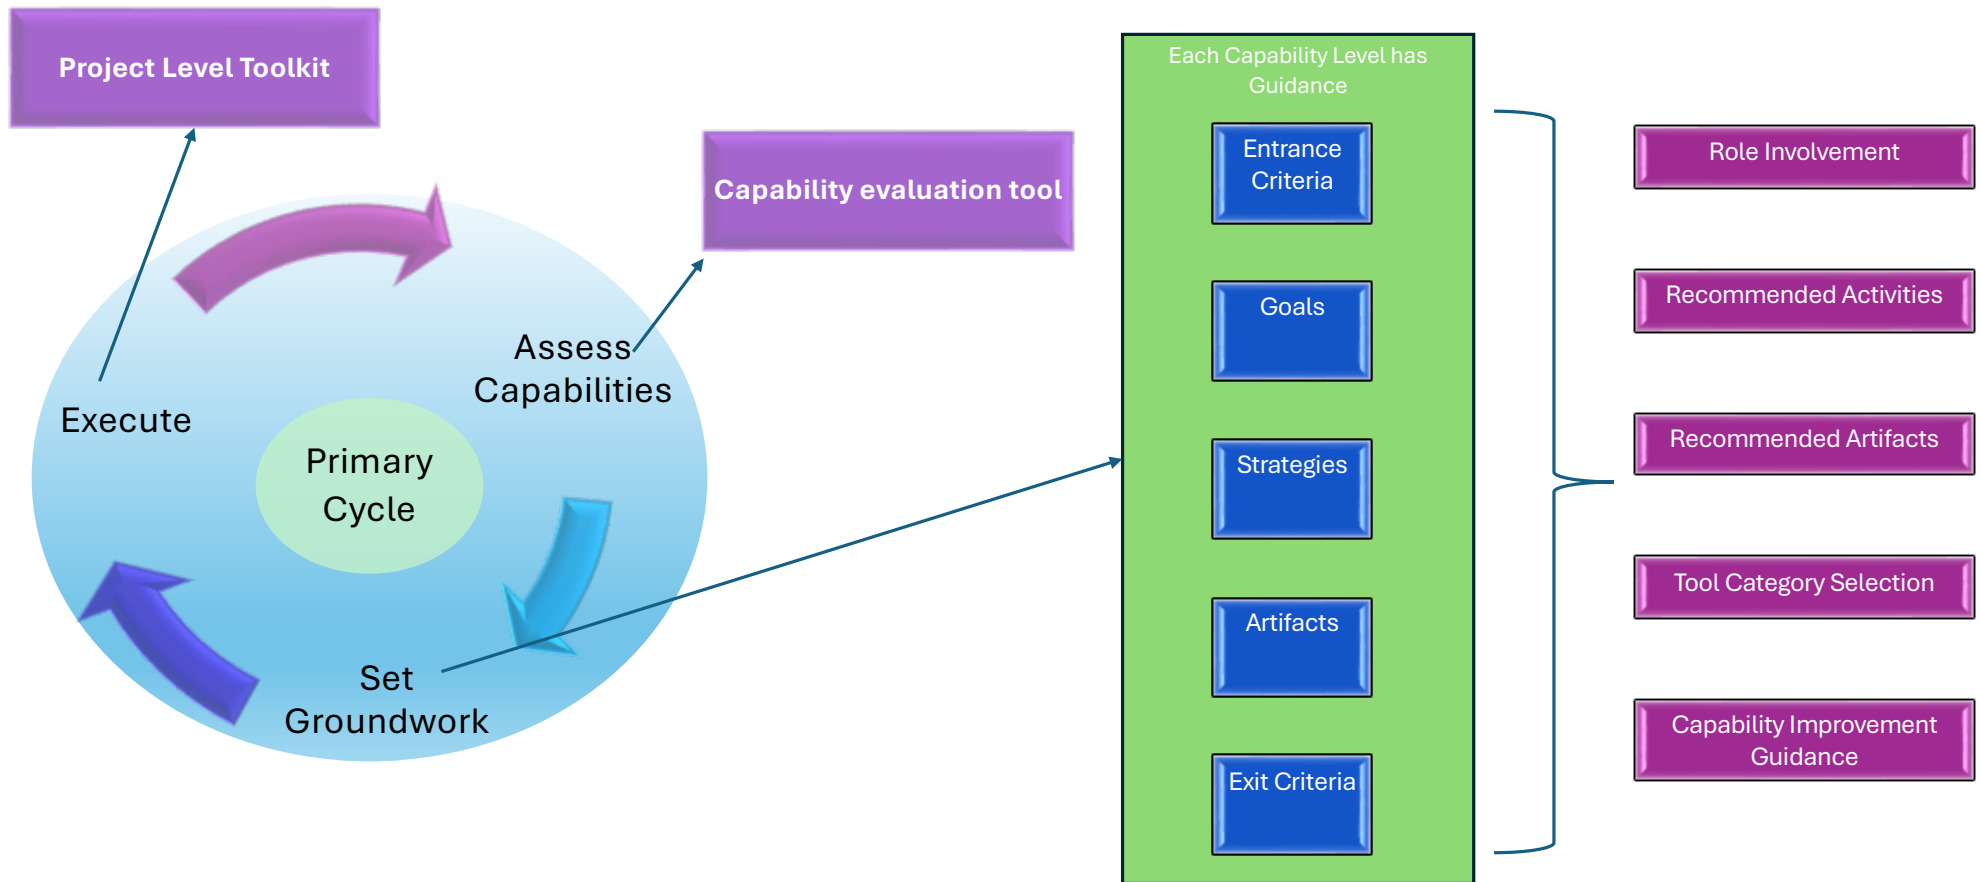 Project Level Toolkit
Capability evaluation tool
Execute
Assess
Capabilities
Primary
Cycle
Set
Groundwork
Each Capability Level has
Guidance
Entrance
Criteria
Goals
Strategies
Artifacts
Exit Criteria
Role Involvement
Recommended Activities
Recommended Artifacts
Tool Category Selection
Capability Improvement
Guidance